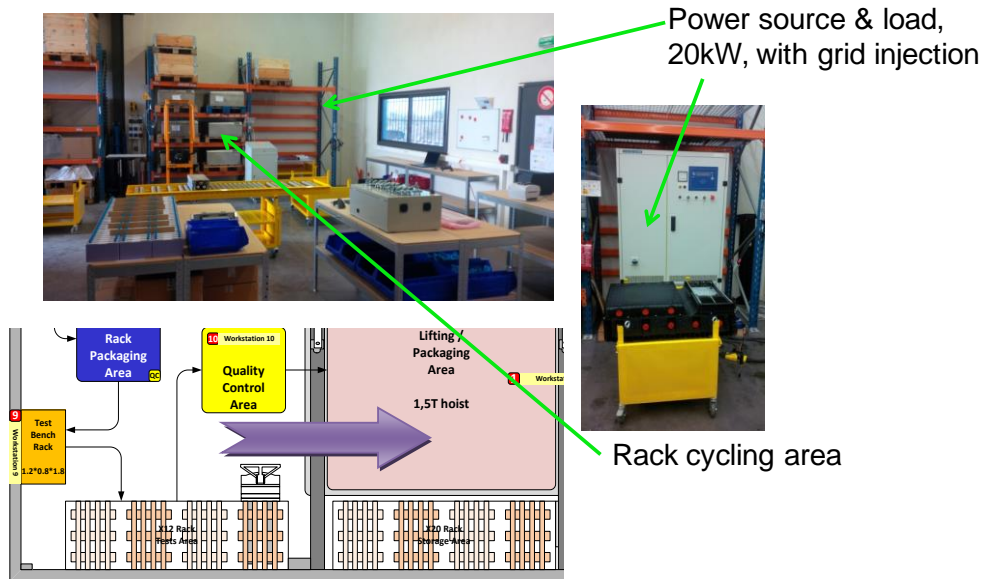 Power source & load,
20kW, with grid injection
Rack
Packaging
Area
QC
10 Workstation 10
Quality
Control
Area
Lifting /
Packaging
Area
1,5T hoist
Workst
9
Workstation 9
Test
Bench
Rack
1.2*0.8*1.8
X12 Rack
Tests Area
X20 Rack
Storage Area
Rack cycling area